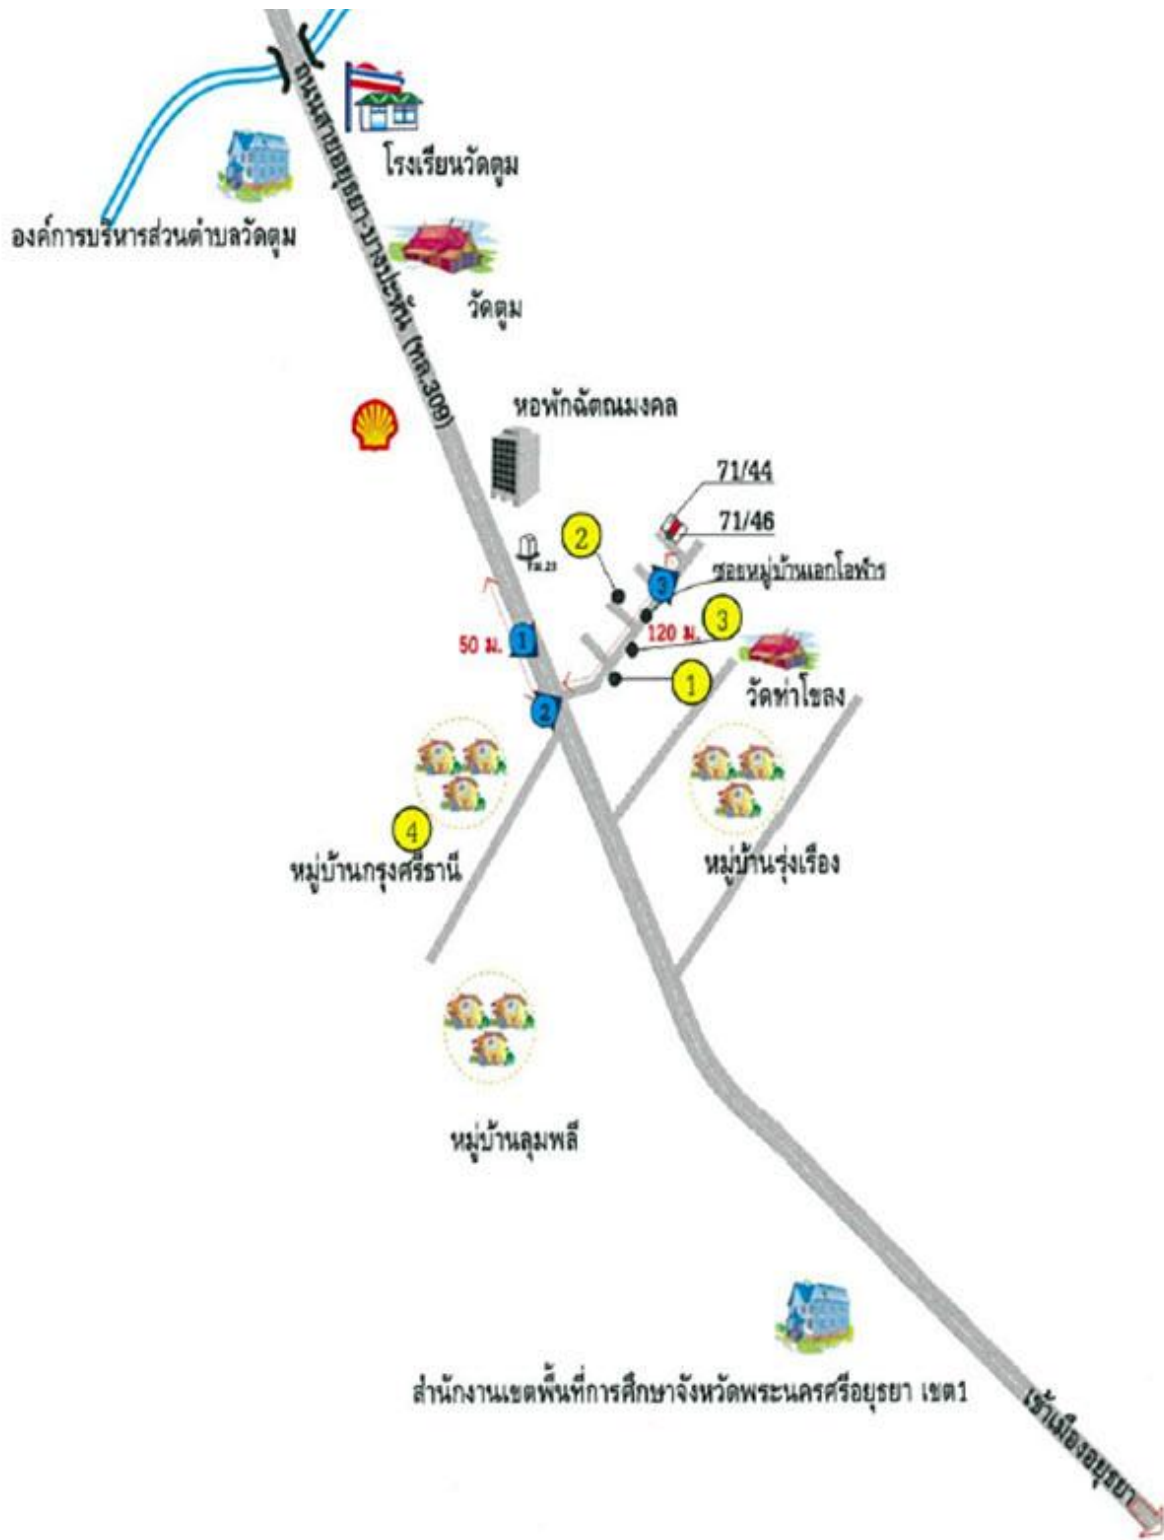 ถนนสายอยุธยา-บางปะหัน (ทล.309)
โรงเรียนวัดตูม
องค์การบริหารส่วนตำบลวัดตูม
วัดตูม
หอพักฉัตณมงคล
71/44
71/46
2
กม.23
ซอยหมู่บ้านเอกโอฬาร
3
3
120 ม.
1
50 ม.
1
วัดท่าโขลง
2
4
หมู่บ้านกรุงศรีธานี
หมู่บ้านรุ่งเรือง
หมู่บ้านลุมพลี
สำนักงานเขตพื้นที่การศึกษาจังหวัดพระนครศรีอยุธยา เขต1
เข้าเมืองอยุธยา